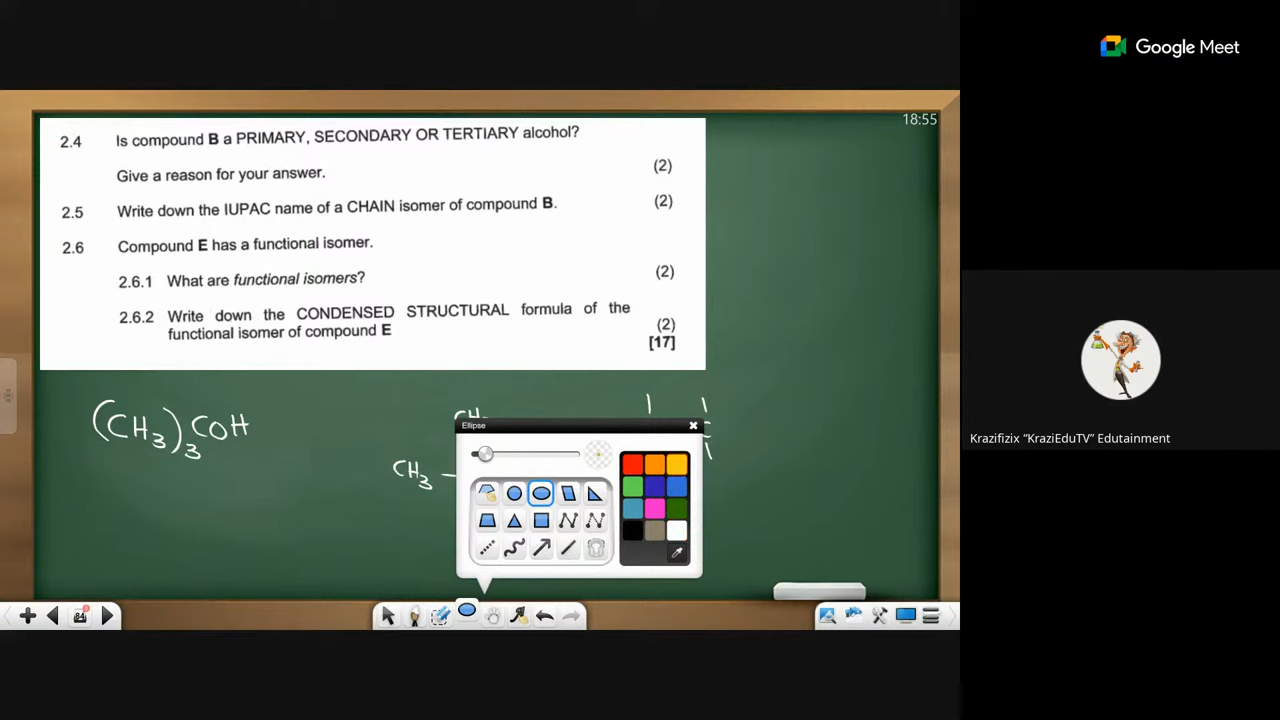 Google Meet
18:55
2.4 Is compound B a PRIMARY, SECONDARY OR TERTIARY alcohol?
Give a reason for your answer. (2)
2.5 Write down the IUPAC name of a CHAIN isomer of compound B. (2)
2.6 Compound E has a functional isomer.
2.6.1 What are functional isomers? (2)
2.6.2 Write down the CONDENSED STRUCTURAL formula of the
functional isomer of compound E (2)
[17]
(CH3)3COH
CH3
Ellipse
Krazifizix “KraziEduTV” Edutainment
84